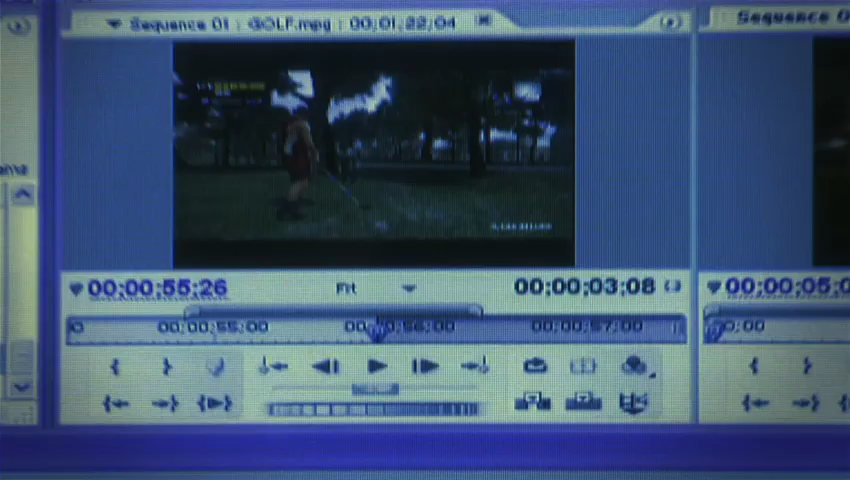 Sequence 01 : GOLF.mpg : 00;01;22;04
Sequence 0
00;00;55;26
Fit
00;00;03;08
00;00;05;0
00;00;55;00
00;00;56;00
00;00;57;00
0;00